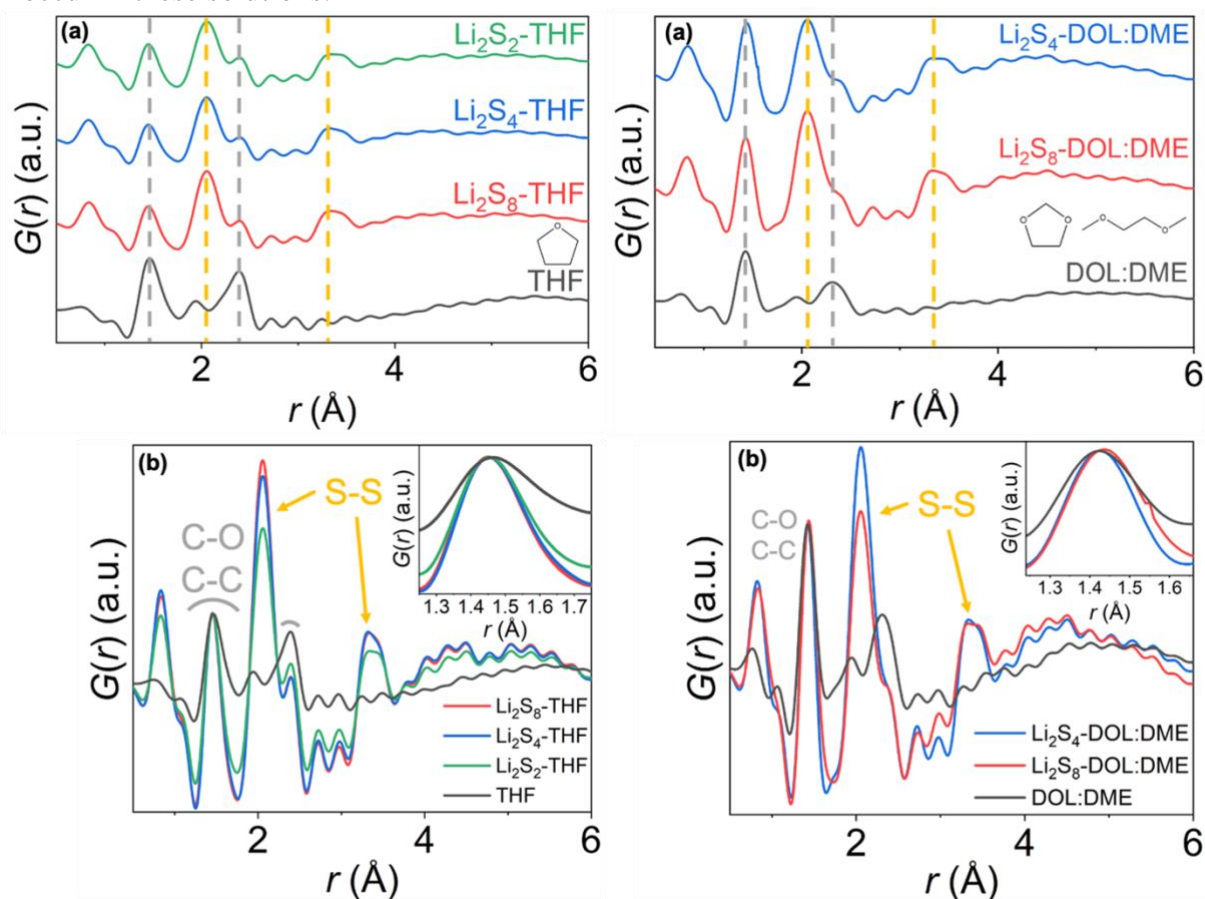 (a)
Li₂S₂-THF
Li₂S₄-THF
Li₂S₈-THF
O
THF
G(r) (a.u.)
2 4 6
r (Å)
(a)
Li₂S₄-DOL:DME
Li₂S₈-DOL:DME
O O O O
DOL:DME
G(r) (a.u.)
2 4 6
r (Å)
(b)
S-S
C-O
C-C
G(r) (a.u.)
1.3 1.4 1.5 1.6 1.7
r (Å)
G(r) (a.u.)
Li₂S₈-THF
Li₂S₄-THF
Li₂S₂-THF
THF
2 4 6
r (Å)
(b)
S-S
C-O
C-C
G(r) (a.u.)
1.3 1.4 1.5 1.6
r (Å)
G(r) (a.u.)
Li₂S₄-DOL:DME
Li₂S₈-DOL:DME
DOL:DME
2 4 6
r (Å)